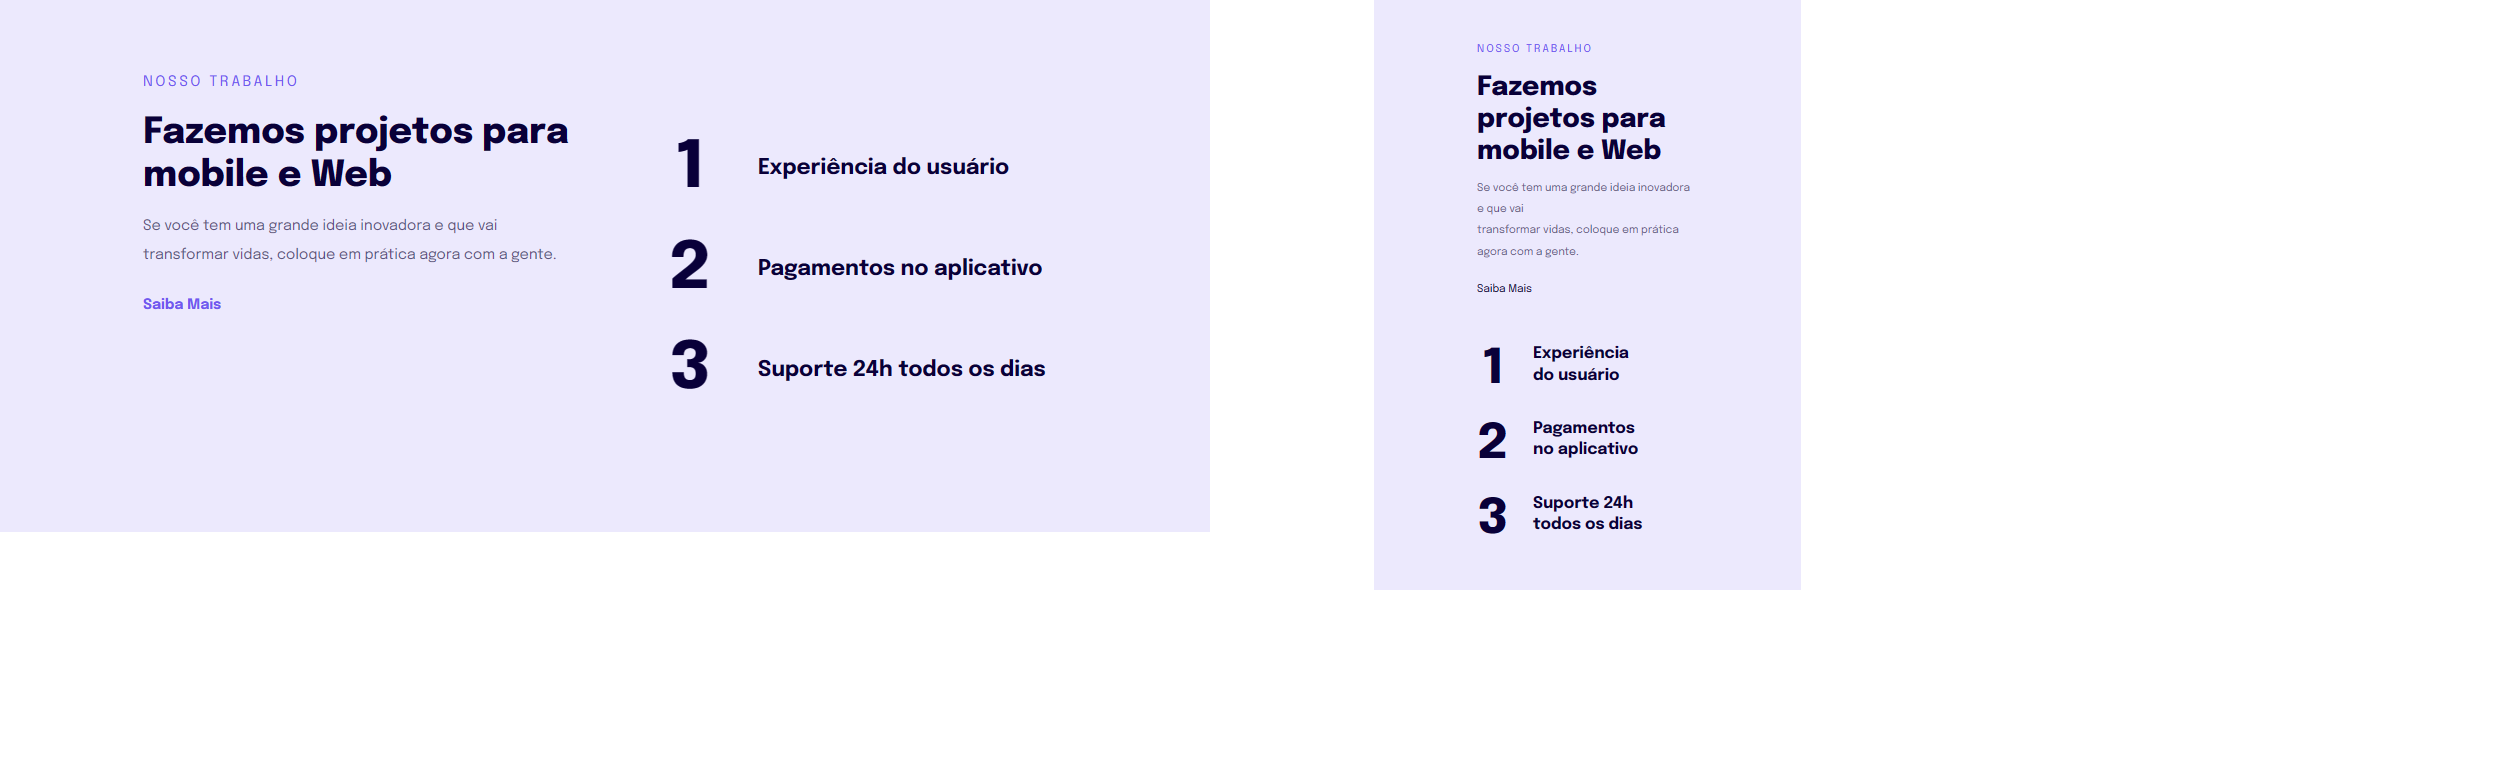 NOSSO TRABALHO
Fazemos projetos para
mobile e Web
Se você tem uma grande ideia inovadora e que vai
transformar vidas, coloque em prática agora com a gente.
Saiba Mais
1 Experiência do usuário
2 Pagamentos no aplicativo
3 Suporte 24h todos os dias
NOSSO TRABALHO
Fazemos
projetos para
mobile e Web
Se você tem uma grande ideia inovadora
e que vai
transformar vidas, coloque em prática
agora com a gente.
Saiba Mais
1
Experiência
do usuário
2
Pagamentos
no aplicativo
3
Suporte 24h
todos os dias